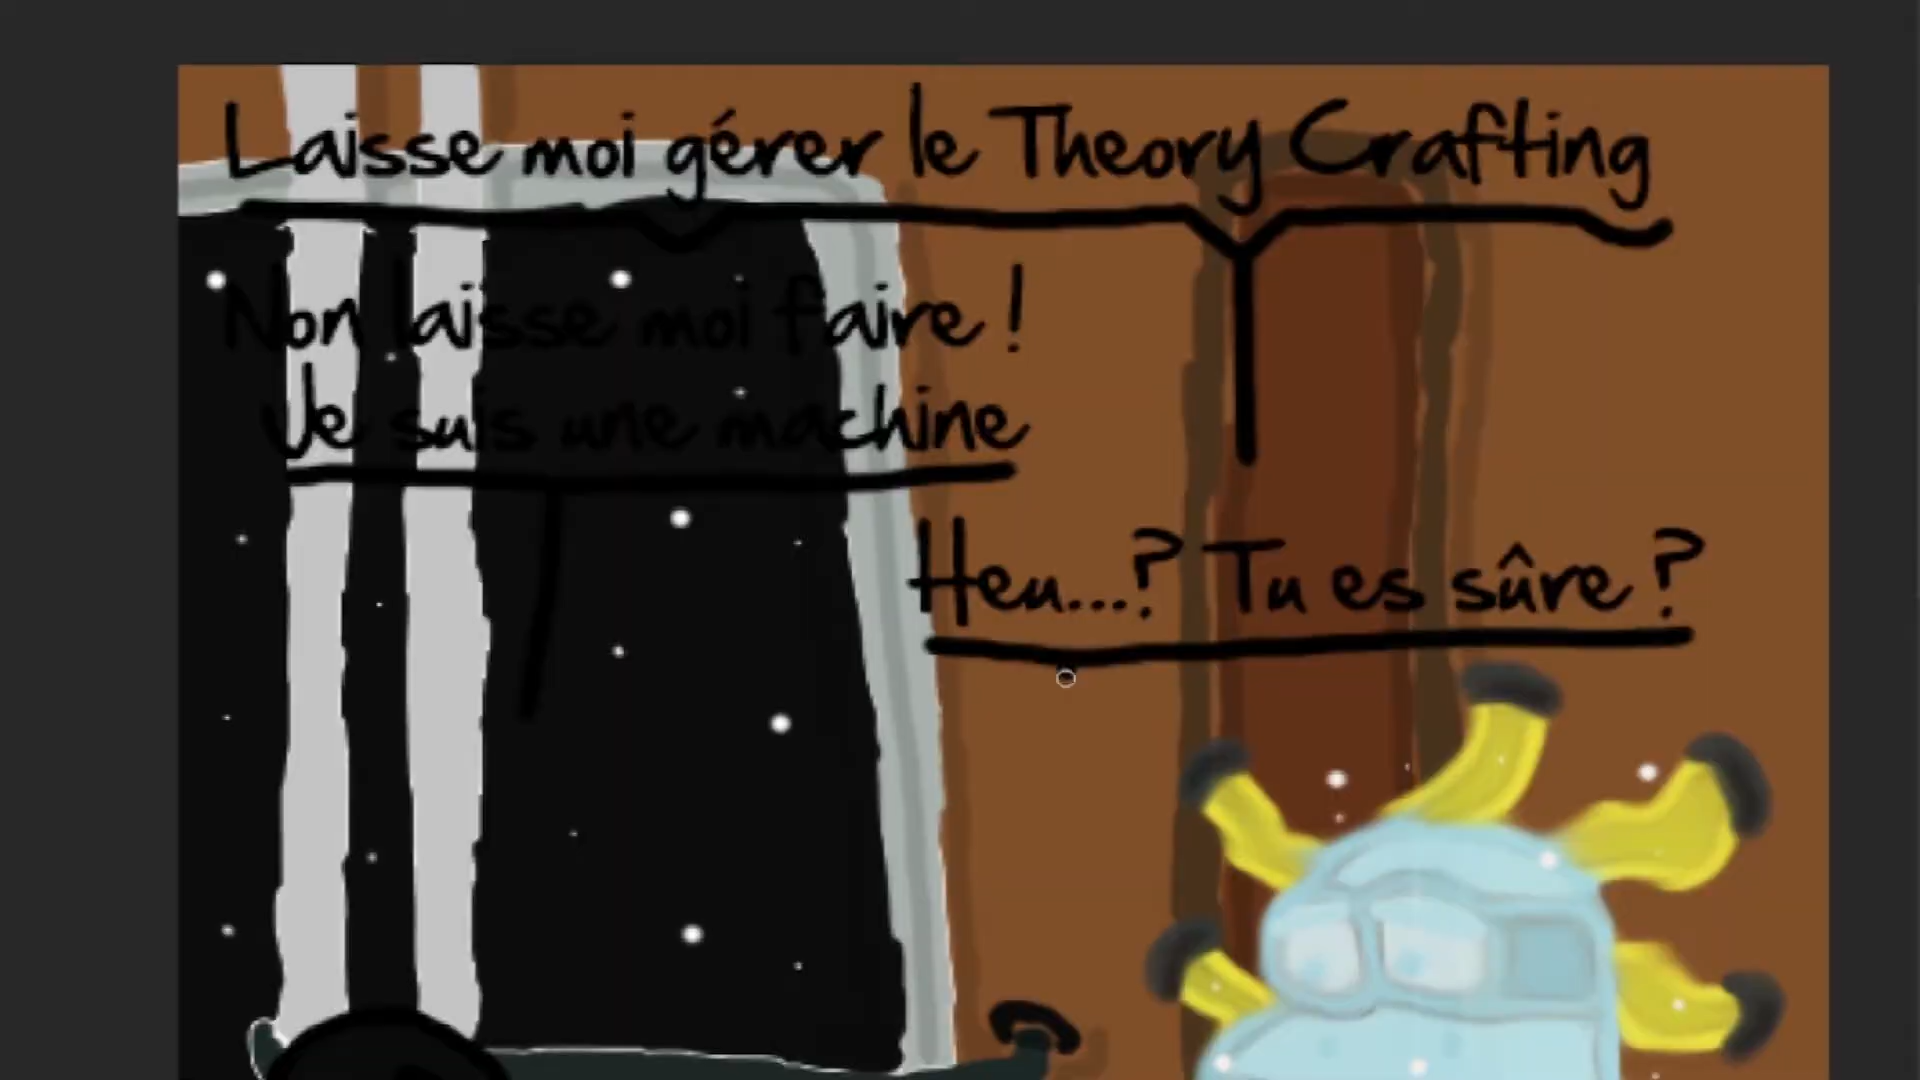 Laisse moi gérer le Theory Crafting
Non laisse moi faire !
Je suis une machine
Heu...? Tu es sûre ?